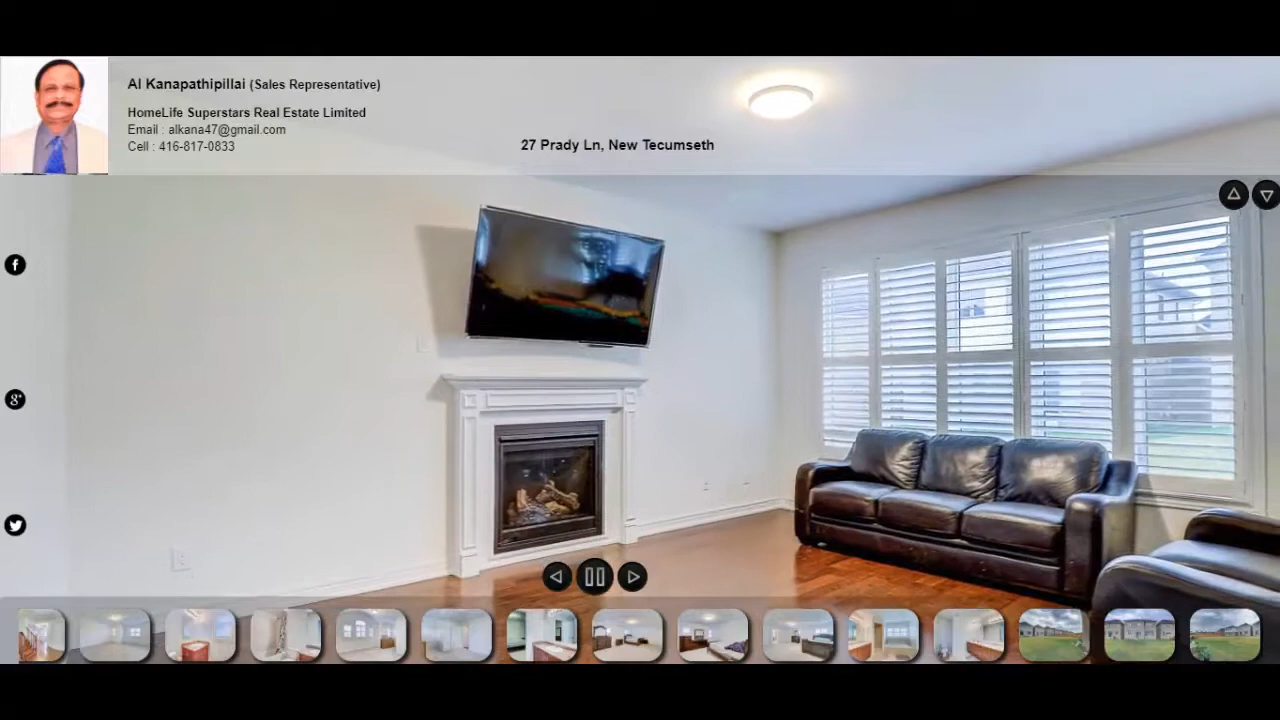 Al Kanapathipillai (Sales Representative)
HomeLife Superstars Real Estate Limited
Email : alkana47@gmail.com
Cell : 416-817-0833
27 Prady Ln, New Tecumseth